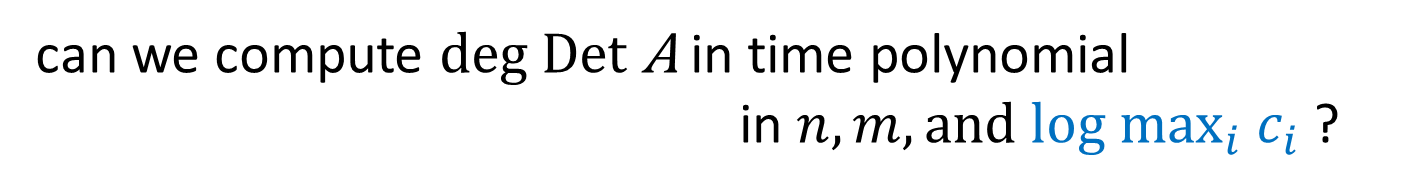 can we compute deg Det A in time polynomial
in n, m, and log maxᵢ cᵢ ?